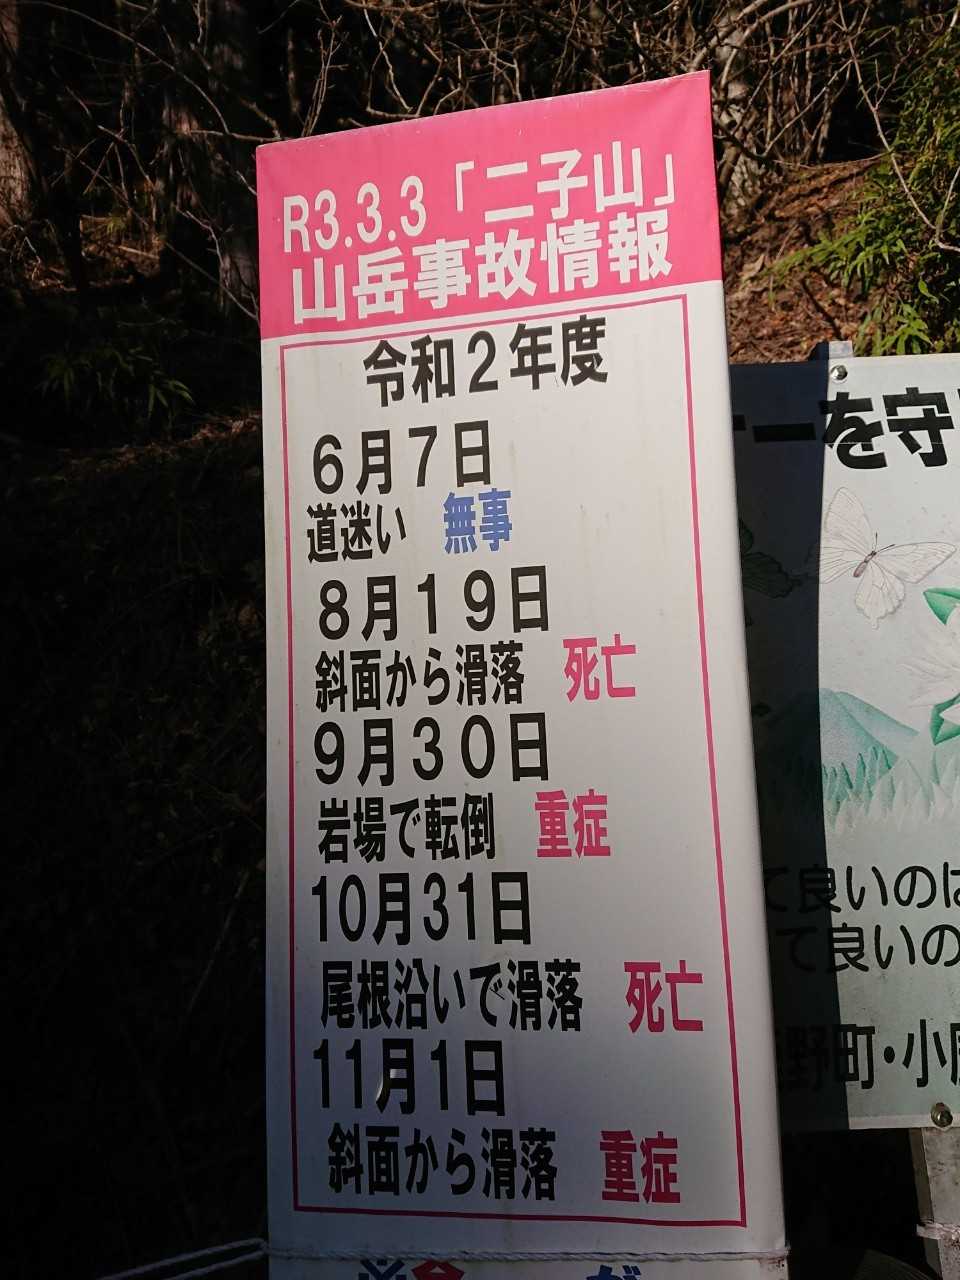 R3.3.3「二子山」
山岳事故情報
令和２年度
６月７日
道迷い 無事
８月１９日
斜面から滑落 死亡
９月３０日
岩場で転倒 重症
10月31日
尾根沿いで滑落 死亡
11月1日
斜面から滑落 重症
ーを守
て良いのは
て良いの
野町・小